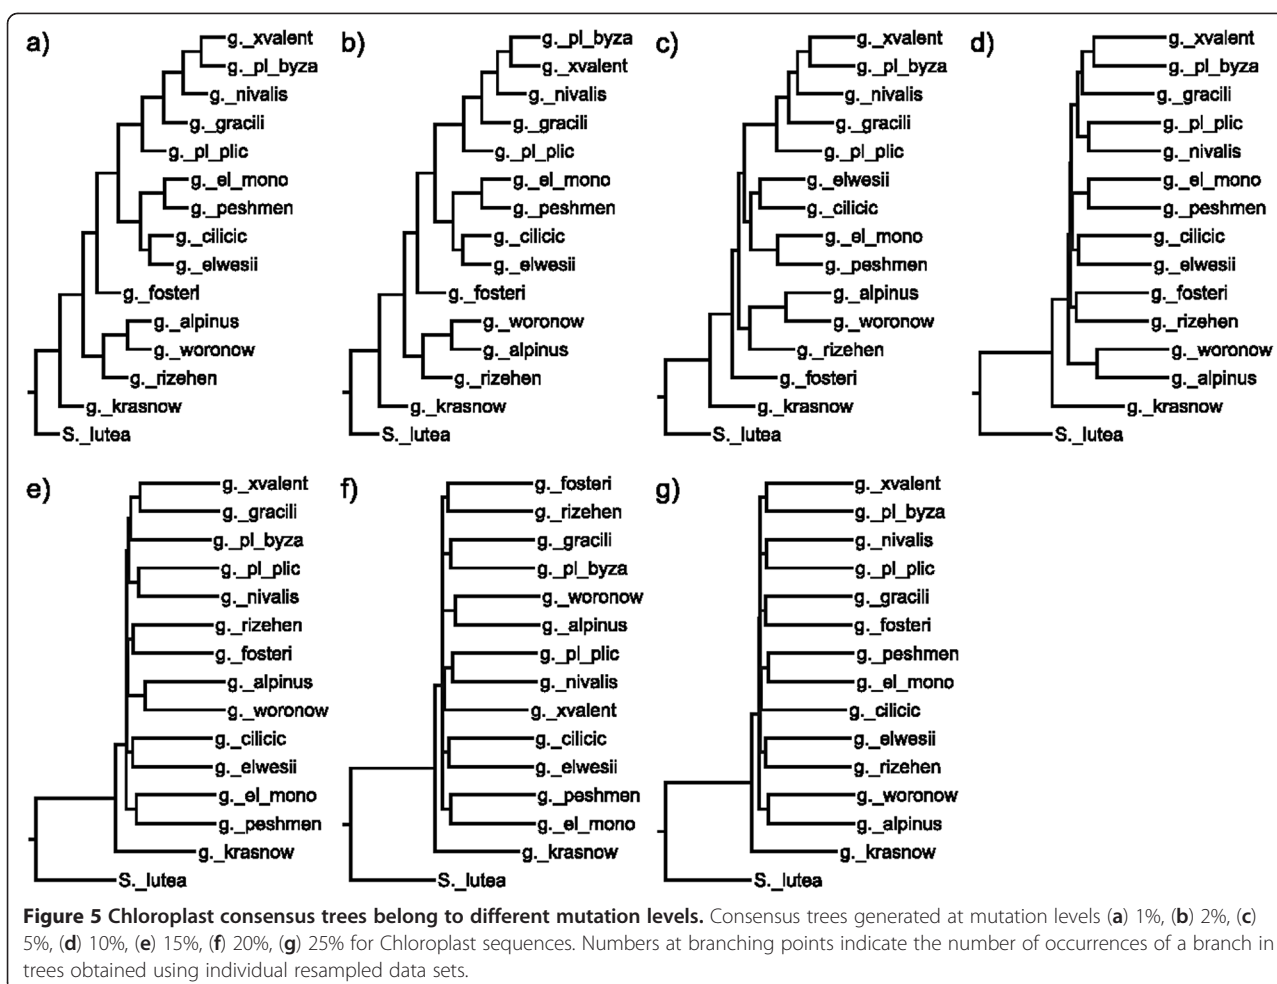 a)
g._xvalent
g._pl_byza
g._nivalis
g._gracili
g._pl_plic
g._el_mono
g._peshmen
g._cilicic
g._elwesii
g._fosteri
g._alpinus
g._woronow
g._rizehen
g._krasnow
S._lutea
b)
g._pl_byza
g._xvalent
g._nivalis
g._gracili
g._pl_plic
g._el_mono
g._peshmen
g._cilicic
g._elwesii
g._fosteri
g._woronow
g._alpinus
g._rizehen
g._krasnow
S._lutea
c)
g._xvalent
g._pl_byza
g._nivalis
g._gracili
g._pl_plic
g._elwesii
g._cilicic
g._el_mono
g._peshmen
g._alpinus
g._woronow
g._rizehen
g._fosteri
g._krasnow
S._lutea
d)
g._xvalent
g._pl_byza
g._gracili
g._pl_plic
g._nivalis
g._el_mono
g._peshmen
g._cilicic
g._elwesii
g._fosteri
g._rizehen
g._woronow
g._alpinus
g._krasnow
S._lutea
e)
g._xvalent
g._gracili
g._pl_byza
g._pl_plic
g._nivalis
g._rizehen
g._fosteri
g._alpinus
g._woronow
g._cilicic
g._elwesii
g._el_mono
g._peshmen
g._krasnow
S._lutea
f)
g._fosteri
g._rizehen
g._gracili
g._pl_byza
g._woronow
g._alpinus
g._pl_plic
g._nivalis
g._xvalent
g._cilicic
g._elwesii
g._peshmen
g._el_mono
g._krasnow
S._lutea
g)
g._xvalent
g._pl_byza
g._nivalis
g._pl_plic
g._gracili
g._fosteri
g._peshmen
g._el_mono
g._cilicic
g._elwesii
g._rizehen
g._woronow
g._alpinus
g._krasnow
S._lutea
Figure 5 Chloroplast consensus trees belong to different mutation levels. Consensus trees generated at mutation levels (a) 1%, (b) 2%, (c)
5%, (d) 10%, (e) 15%, (f) 20%, (g) 25% for Chloroplast sequences. Numbers at branching points indicate the number of occurrences of a branch in
trees obtained using individual resampled data sets.